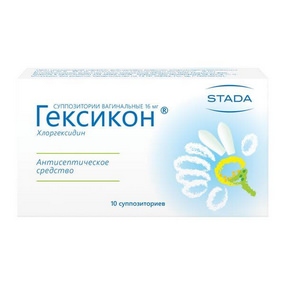 STADA
СУППОЗИТОРИИ ВАГИНАЛЬНЫЕ 16 мг
Гексикон®
Хлоргексидин
Антисептическое
средство
10 суппозиториев